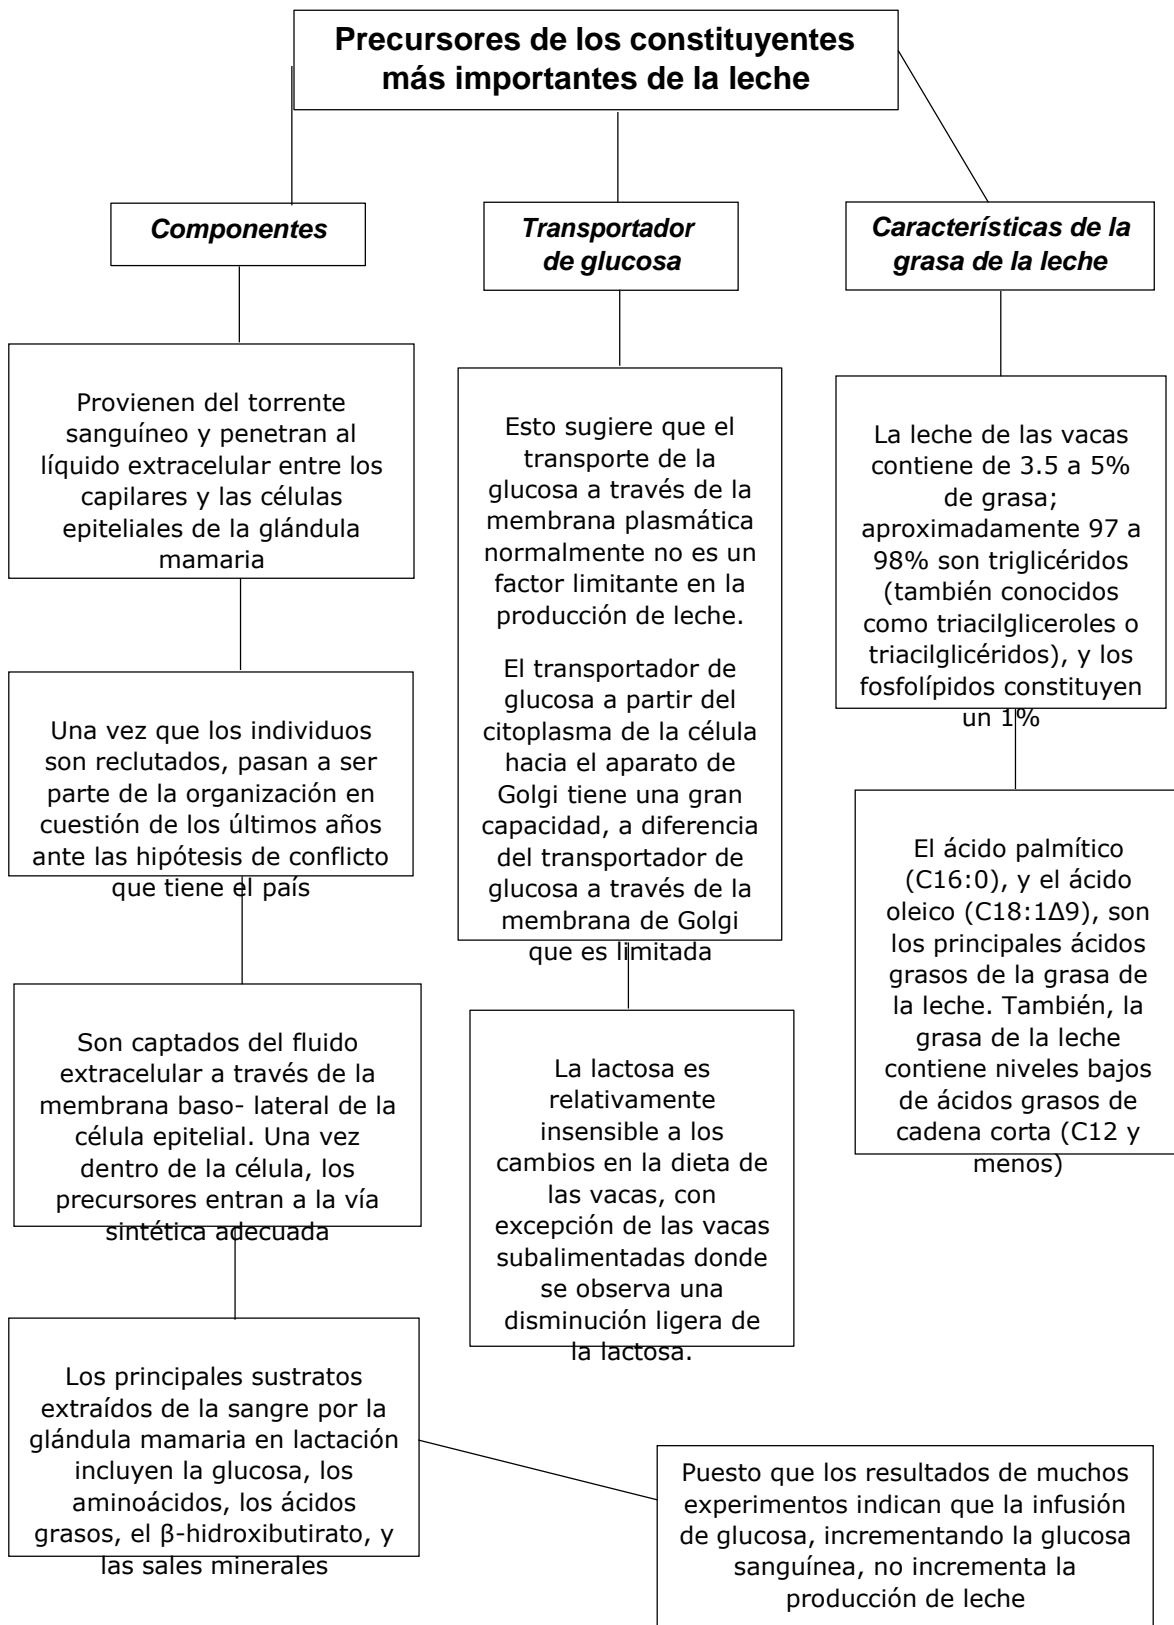 Precursores de los constituyentes
más importantes de la leche
Componentes
Provienen del torrente
sanguíneo y penetran al
líquido extracelular entre los
capilares y las células
epiteliales de la glándula
mamaria
Una vez que los individuos
son reclutados, pasan a ser
parte de la organización en
cuestión de los últimos años
ante las hipótesis de conflicto
que tiene el país
Son captados del fluido
extracelular a través de la
membrana baso- lateral de la
célula epitelial. Una vez
dentro de la célula, los
precursores entran a la vía
sintética adecuada
Los principales sustratos
extraídos de la sangre por la
glándula mamaria en lactación
incluyen la glucosa, los
aminoácidos, los ácidos
grasos, el β-hidroxibutirato, y
las sales minerales
Puesto que los resultados de muchos
experimentos indican que la infusión
de glucosa, incrementando la glucosa
sanguínea, no incrementa la
producción de leche
Transportador
de glucosa
Esto sugiere que el
transporte de la
glucosa a través de la
membrana plasmática
normalmente no es un
factor limitante en la
producción de leche.
El transportador de
glucosa a partir del
citoplasma de la célula
hacia el aparato de
Golgi tiene una gran
capacidad, a diferencia
del transportador de
glucosa a través de la
membrana de Golgi
que es limitada
La lactosa es
relativamente
insensible a los
cambios en la dieta de
las vacas, con
excepción de las vacas
subalimentadas donde
se observa una
disminución ligera de
la lactosa.
Características de la
grasa de la leche
La leche de las vacas
contiene de 3.5 a 5%
de grasa;
aproximadamente 97 a
98% son triglicéridos
(también conocidos
como triacilgliceroles o
triacilglicéridos), y los
fosfolípidos constituyen
un 1%
El ácido palmítico
(C16:0), y el ácido
oleico (C18:1Δ9), son
los principales ácidos
grasos de la grasa de
la leche. También, la
grasa de la leche
contiene niveles bajos
de ácidos grasos de
cadena corta (C12 y
menos)